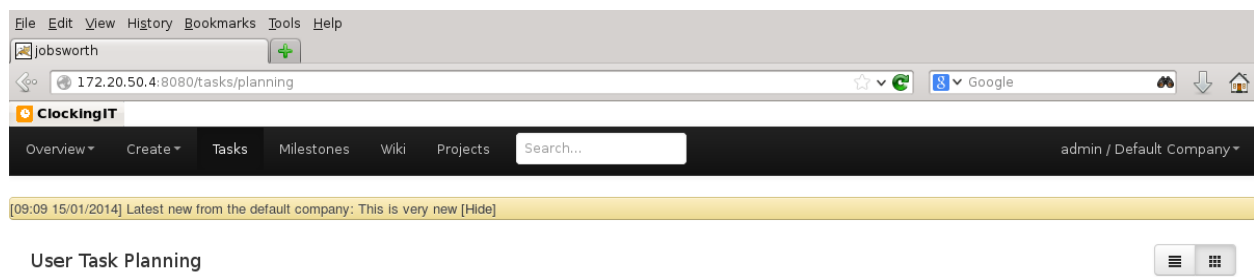 File Edit View History Bookmarks Tools Help
jobsworth
172.20.50.4:8080/tasks/planning Google
ClockingIT
Overview Create Tasks Milestones Wiki Projects Search... admin / Default Company
[09:09 15/01/2014] Latest new from the default company: This is very new [Hide]
User Task Planning